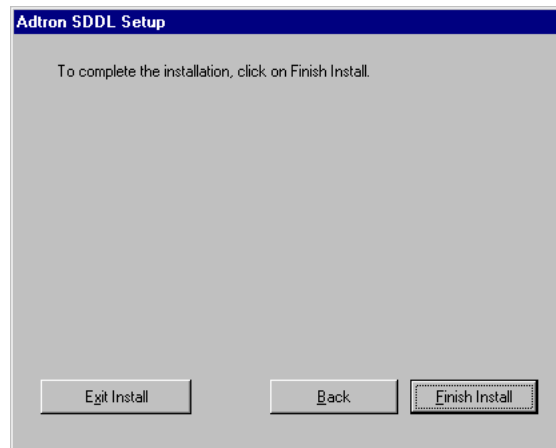 Adtron SDDL Setup
To complete the installation, click on Finish Install.
Exit Install
Back
Finish Install